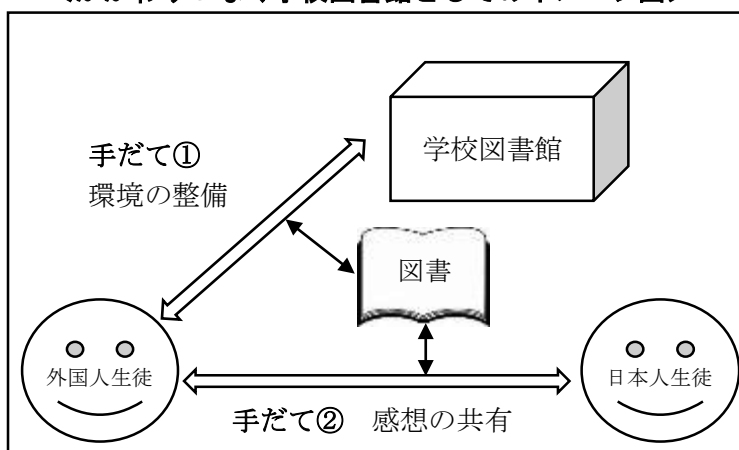 学校図書館
手だて①
環境の整備
図書
外国人生徒
日本人生徒
手だて② 感想の共有